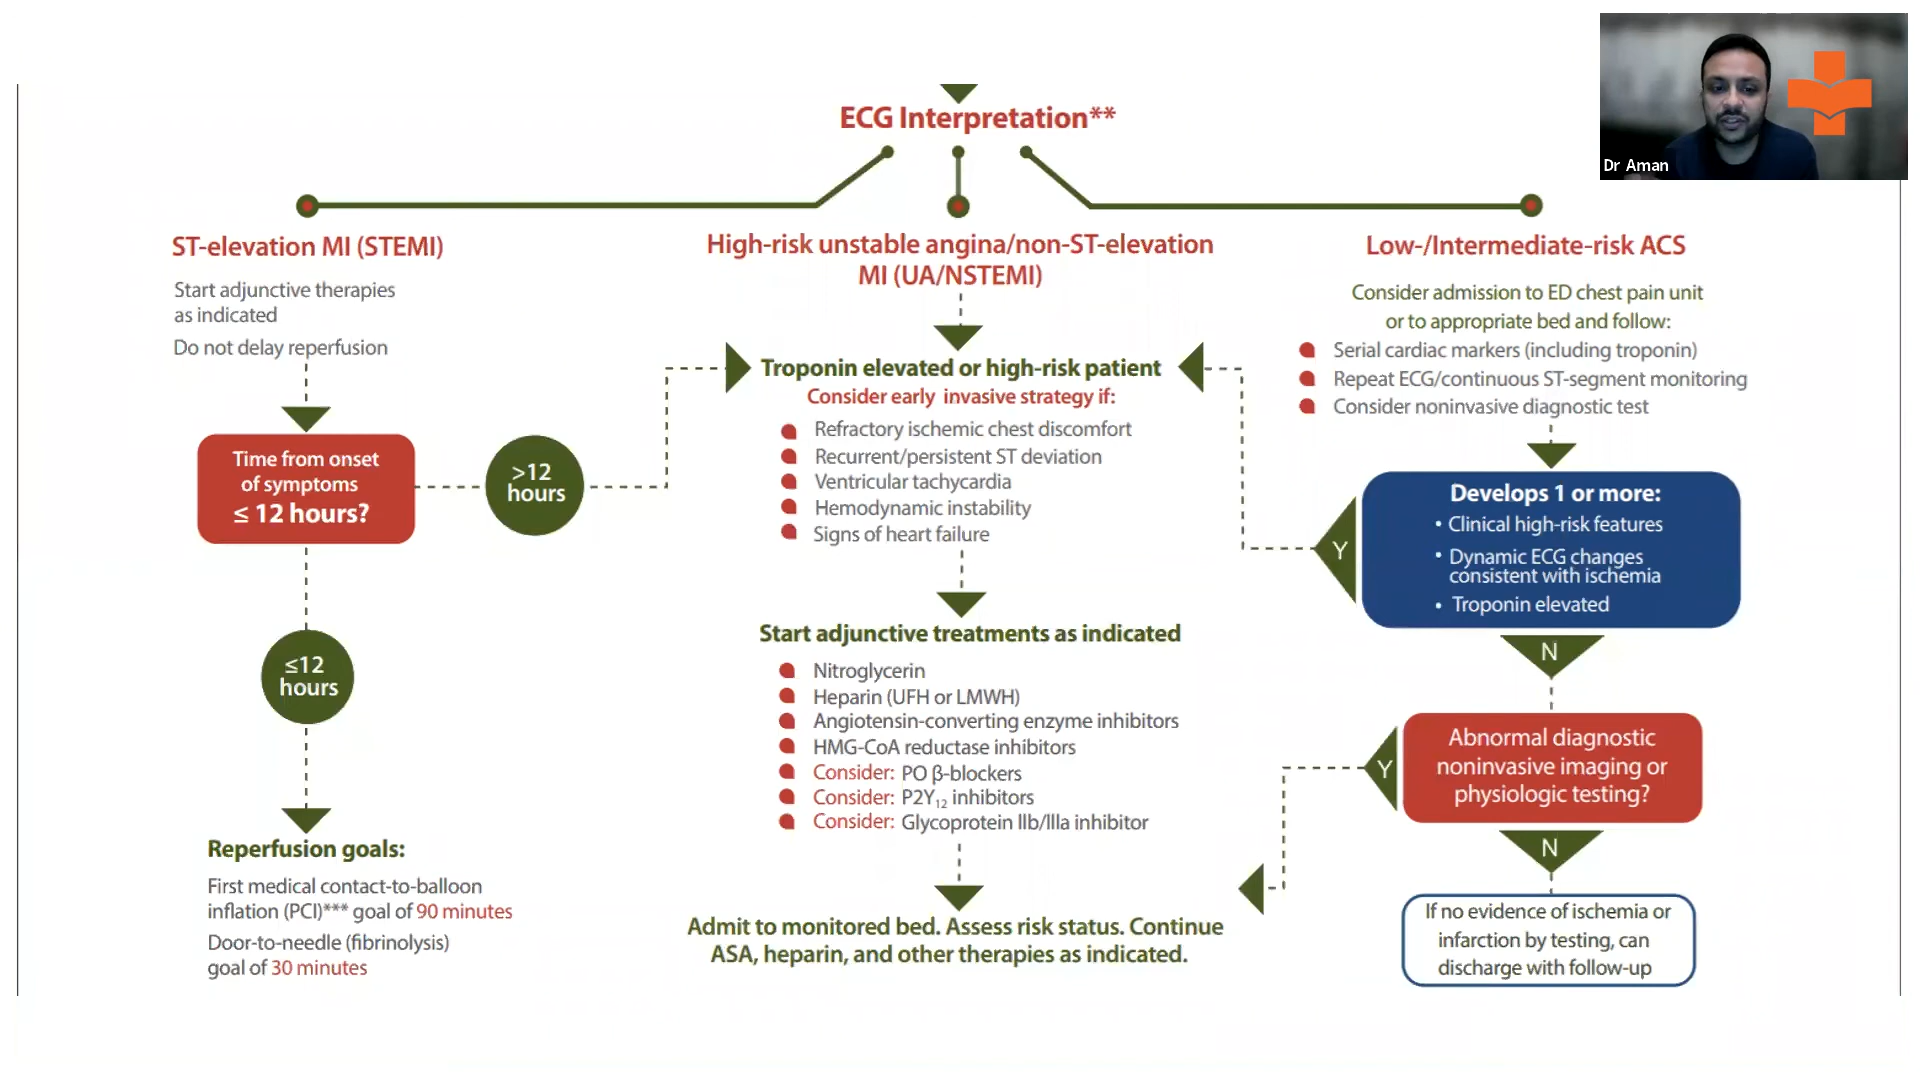 Dr Aman
ECG Interpretation**
ST-elevation MI (STEMI)
Start adjunctive therapies
as indicated
Do not delay reperfusion
Time from onset
of symptoms
≤ 12 hours?
>12
hours
≤12
hours
Reperfusion goals:
First medical contact-to-balloon
inflation (PCI)*** goal of 90 minutes
Door-to-needle (fibrinolysis)
goal of 30 minutes
High-risk unstable angina/non-ST-elevation
MI (UA/NSTEMI)
Troponin elevated or high-risk patient
Consider early invasive strategy if:
Refractory ischemic chest discomfort
Recurrent/persistent ST deviation
Ventricular tachycardia
Hemodynamic instability
Signs of heart failure
Start adjunctive treatments as indicated
Nitroglycerin
Heparin (UFH or LMWH)
Angiotensin-converting enzyme inhibitors
HMG-CoA reductase inhibitors
Consider: PO β-blockers
Consider: P2Y12 inhibitors
Consider: Glycoprotein IIb/IIIa inhibitor
Admit to monitored bed. Assess risk status. Continue
ASA, heparin, and other therapies as indicated.
Low-/Intermediate-risk ACS
Consider admission to ED chest pain unit
or to appropriate bed and follow:
Serial cardiac markers (including troponin)
Repeat ECG/continuous ST-segment monitoring
Consider noninvasive diagnostic test
Develops 1 or more:
• Clinical high-risk features
• Dynamic ECG changes
consistent with ischemia
• Troponin elevated
Y
N
Abnormal diagnostic
noninvasive imaging or
physiologic testing?
Y
N
If no evidence of ischemia or
infarction by testing, can
discharge with follow-up